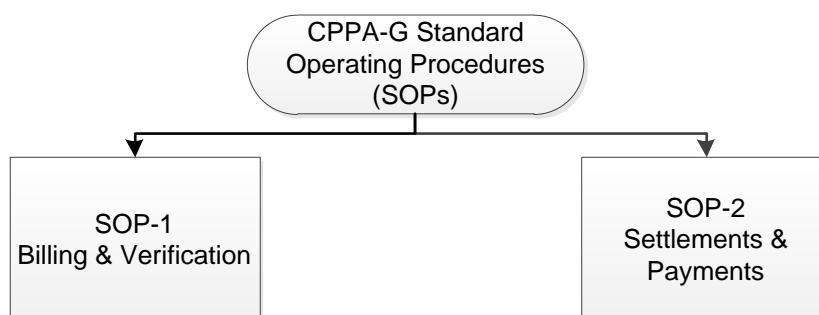 CPPA-G Standard
Operating Procedures
(SOPs)
SOP-1
Billing & Verification
SOP-2
Settlements &
Payments